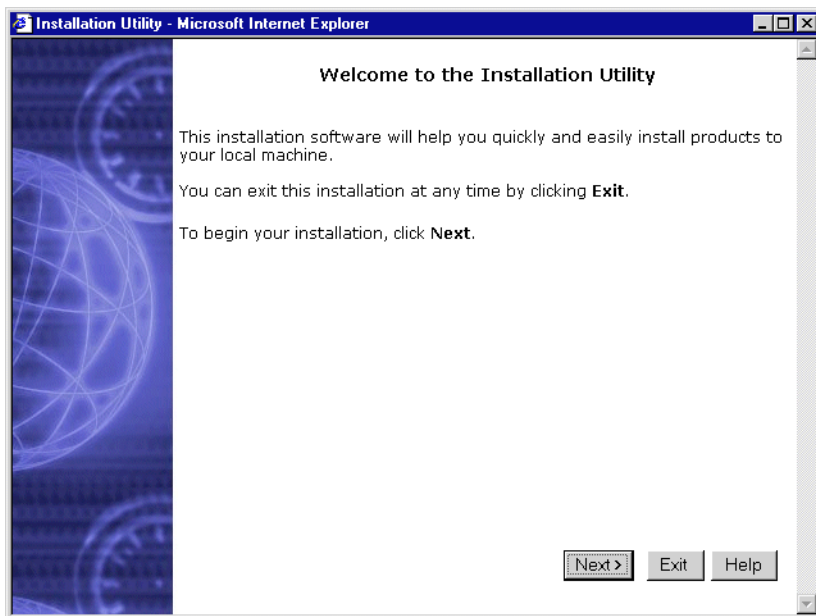 Installation Utility - Microsoft Internet Explorer
Welcome to the Installation Utility
This installation software will help you quickly and easily install products to
your local machine.
You can exit this installation at any time by clicking Exit.
To begin your installation, click Next.
Next> Exit Help